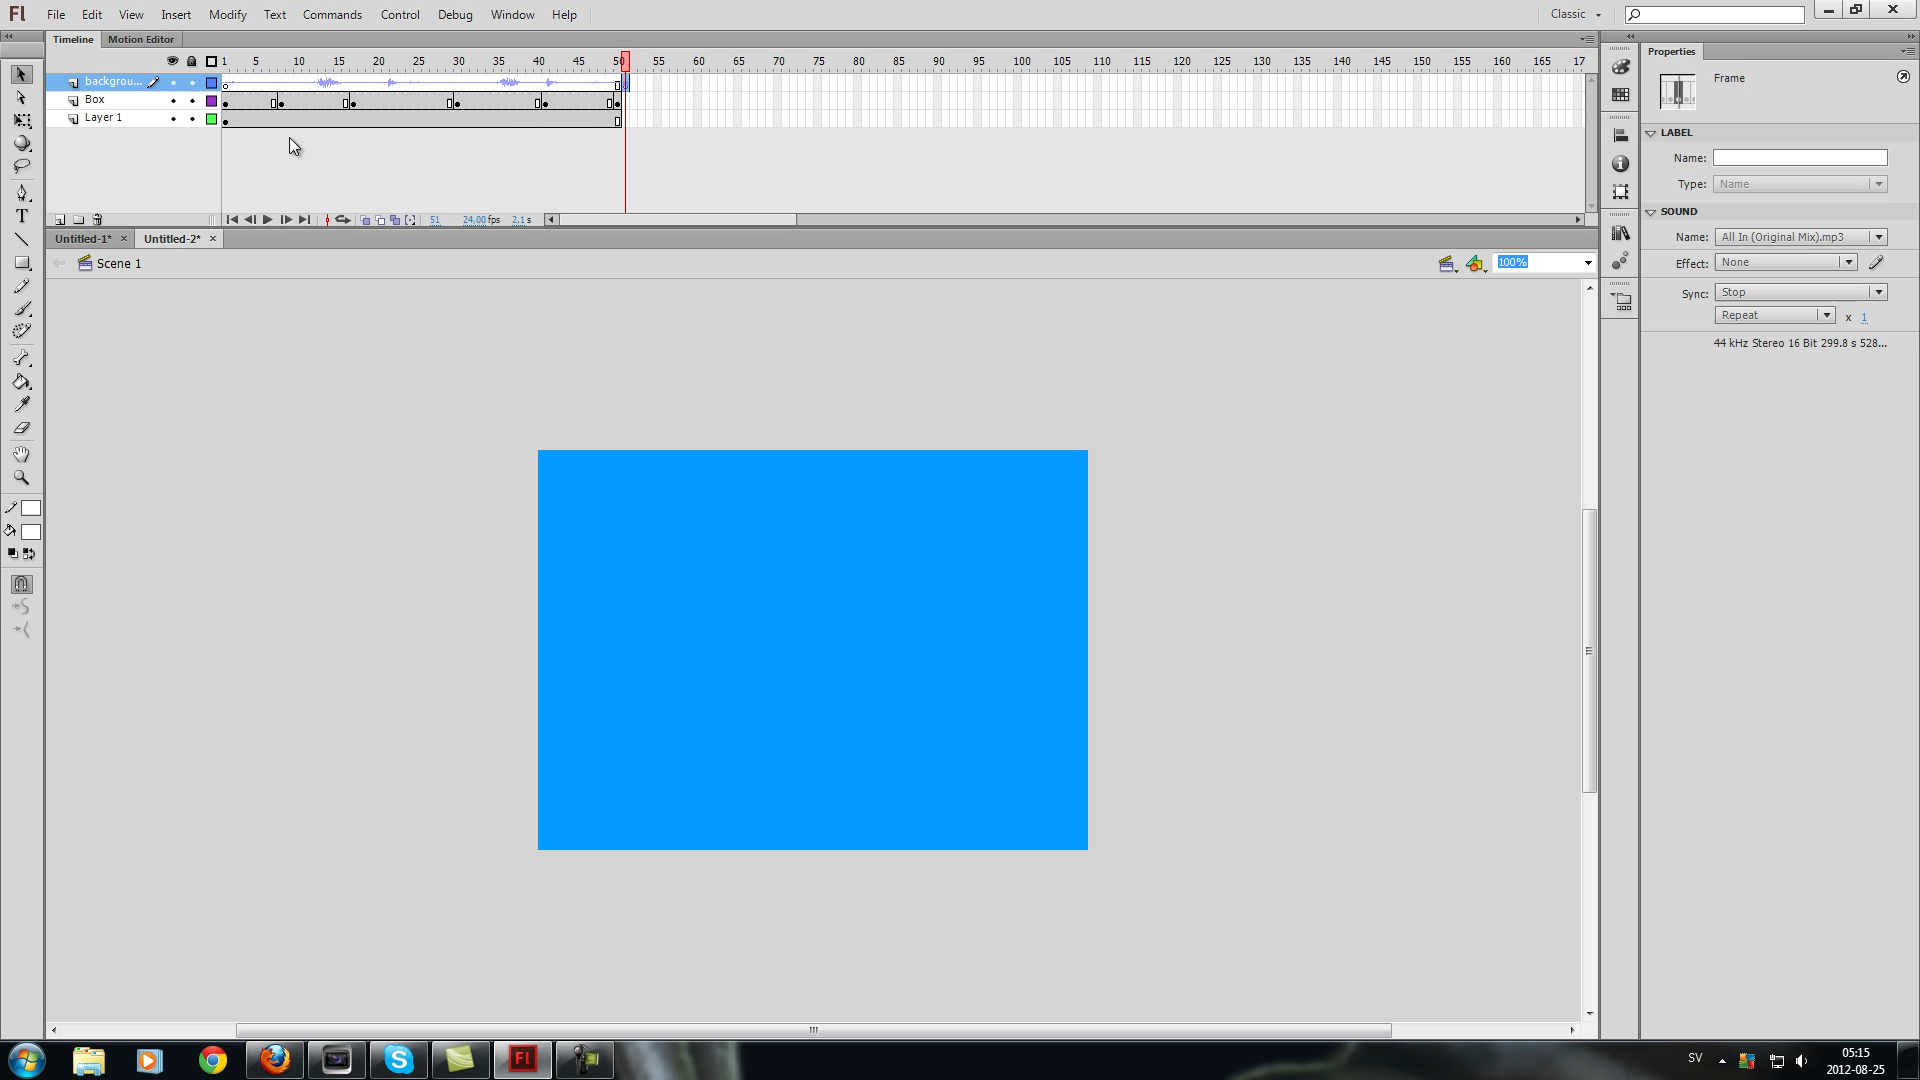 Fl File Edit View Insert Modify Text Commands Control Debug Window Help Classic
Timeline Motion Editor
1 5 10 15 20 25 30 35 40 45 50 55 60 65 70 75 80 85 90 95 100 105 110 115 120 125 130 135 140 145 150 155 160 165 17
backgrou...
Box
Layer 1
51 24,00 fps 2,1 s
Untitled-1* × Untitled-2* ×
Scene 1
100%
Properties
Frame
LABEL
Name:
Type: Name
SOUND
Name: All In (Original Mix).mp3
Effect: None
Sync: Stop
Repeat x 1
44 kHz Stereo 16 Bit 299.8 s 528...
T
Fl
SV
05:15
2012-08-25